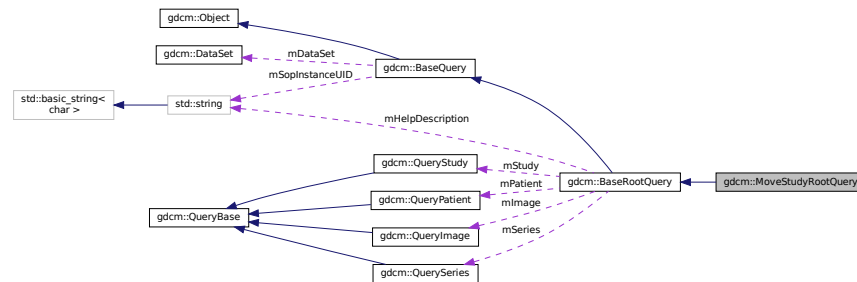 gdcm::Object
gdcm::DataSet
mDataSet
gdcm::BaseQuery
mSopInstanceUID
std::basic_string<
char >
std::string
mHelpDescription
gdcm::QueryStudy
mStudy
gdcm::BaseRootQuery
gdcm::MoveStudyRootQuery
mPatient
gdcm::QueryPatient
mImage
gdcm::QueryBase
mSeries
gdcm::QueryImage
gdcm::QuerySeries